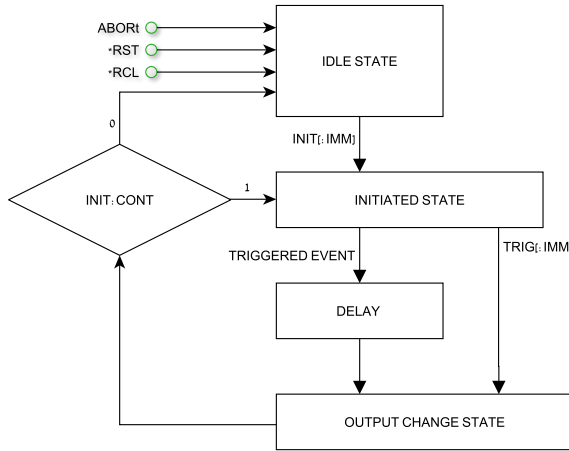 ABORt
*RST
*RCL
IDLE STATE
0
INIT[:IMM]
INIT:CONT
1
INITIATED STATE
TRIGGERED EVENT
TRIG[:IMM
DELAY
OUTPUT CHANGE STATE